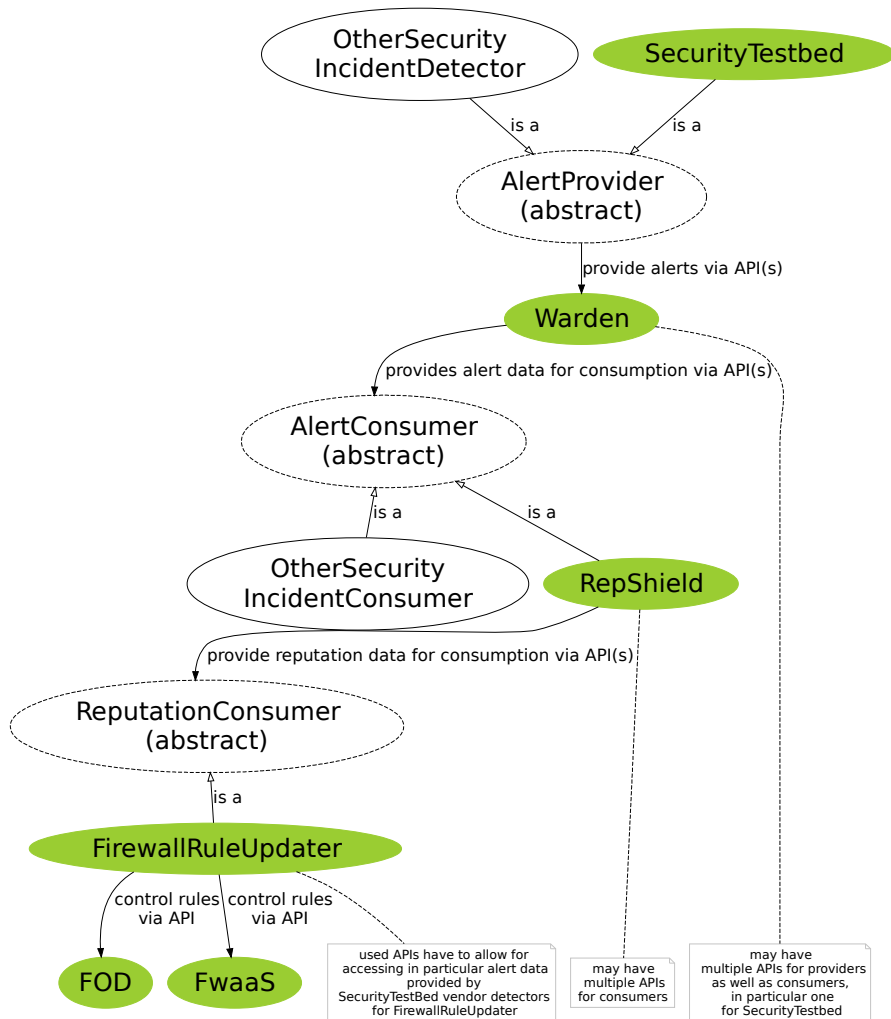 OtherSecurity
IncidentDetector
SecurityTestbed
is a
is a
AlertProvider
(abstract)
provide alerts via API(s)
Warden
provides alert data for consumption via API(s)
AlertConsumer
(abstract)
is a
is a
OtherSecurity
IncidentConsumer
RepShield
provide reputation data for consumption via API(s)
ReputationConsumer
(abstract)
is a
FirewallRuleUpdater
control rules
via API
control rules
via API
FOD
FwaaS
used APIs have to allow for
accessing in particular alert data
provided by
SecurityTestBed vendor detectors
for FirewallRuleUpdater
may have
multiple APIs
for consumers
may have
multiple APIs for providers
as well as consumers,
in particular one
for SecurityTestbed